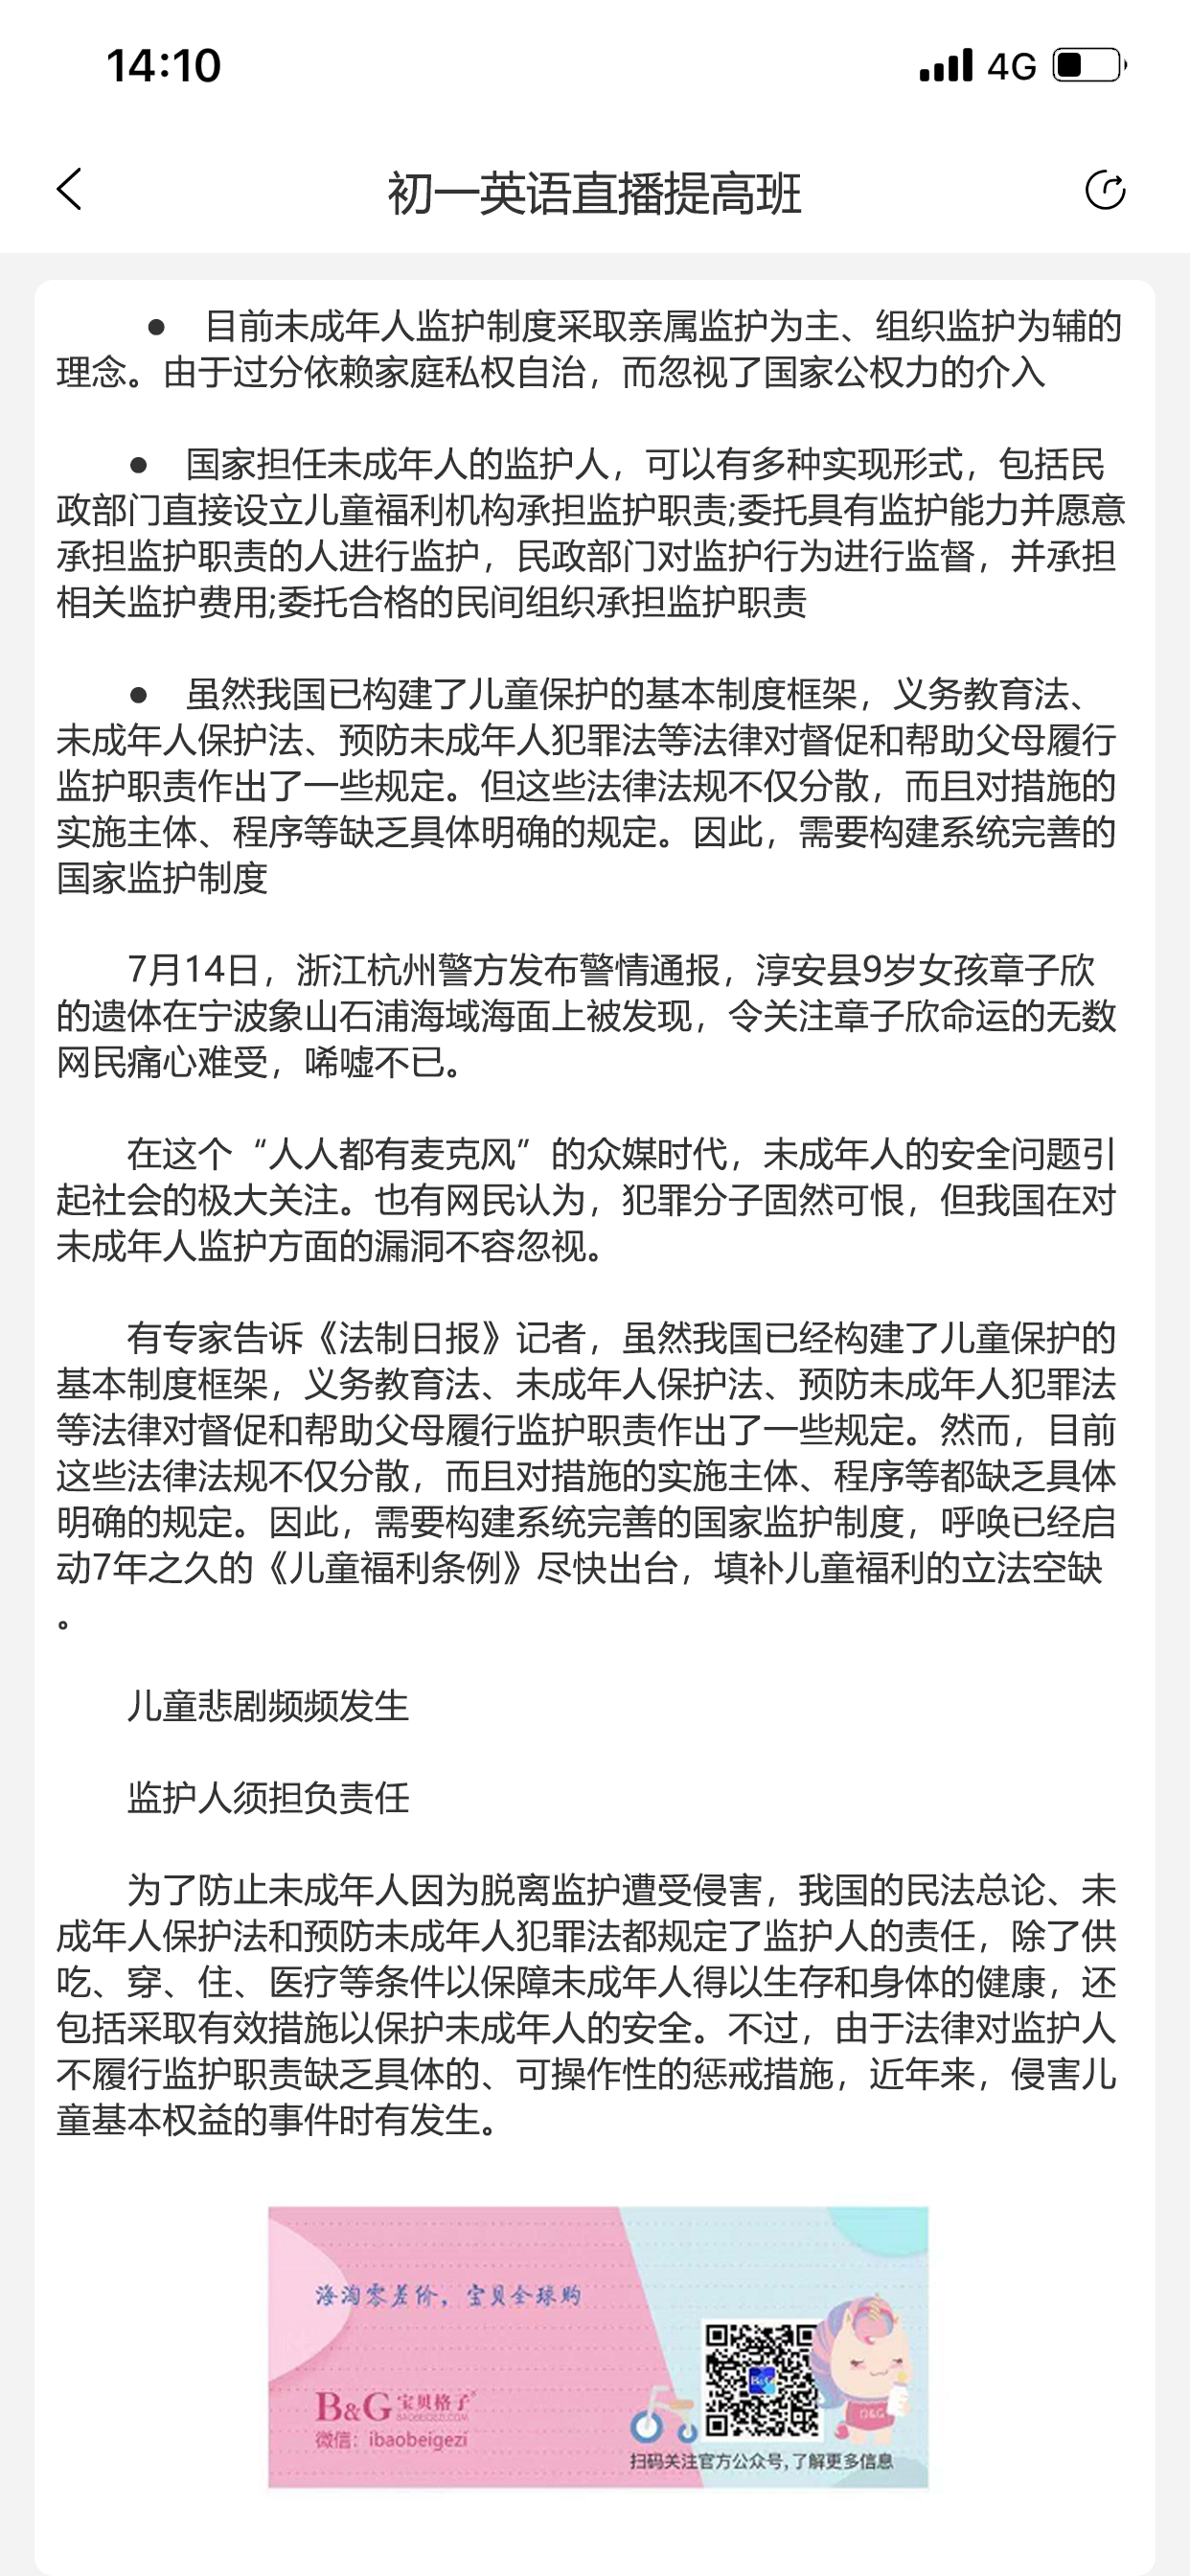 14:10
4G
初一英语直播提高班
● 目前未成年人监护制度采取亲属监护为主、组织监护为辅的
理念。由于过分依赖家庭私权自治，而忽视了国家公权力的介入
● 国家担任未成年人的监护人，可以有多种实现形式，包括民
政部门直接设立儿童福利机构承担监护职责;委托具有监护能力并愿意
承担监护职责的人进行监护，民政部门对监护行为进行监督，并承担
相关监护费用;委托合格的民间组织承担监护职责
● 虽然我国已构建了儿童保护的基本制度框架，义务教育法、
未成年人保护法、预防未成年人犯罪法等法律对督促和帮助父母履行
监护职责作出了一些规定。但这些法律法规不仅分散，而且对措施的
实施主体、程序等缺乏具体明确的规定。因此，需要构建系统完善的
国家监护制度
7月14日，浙江杭州警方发布警情通报，淳安县9岁女孩章子欣
的遗体在宁波象山石浦海域海面上被发现，令关注章子欣命运的无数
网民痛心难受，唏嘘不已。
在这个“人人都有麦克风”的众媒时代，未成年人的安全问题引
起社会的极大关注。也有网民认为，犯罪分子固然可恨，但我国在对
未成年人监护方面的漏洞不容忽视。
有专家告诉《法制日报》记者，虽然我国已经构建了儿童保护的
基本制度框架，义务教育法、未成年人保护法、预防未成年人犯罪法
等法律对督促和帮助父母履行监护职责作出了一些规定。然而，目前
这些法律法规不仅分散，而且对措施的实施主体、程序等都缺乏具体
明确的规定。因此，需要构建系统完善的国家监护制度，呼唤已经启
动7年之久的《儿童福利条例》尽快出台，填补儿童福利的立法空缺
。
儿童悲剧频频发生
监护人须担负责任
为了防止未成年人因为脱离监护遭受侵害，我国的民法总论、未
成年人保护法和预防未成年人犯罪法都规定了监护人的责任，除了供
吃、穿、住、医疗等条件以保障未成年人得以生存和身体的健康，还
包括采取有效措施以保护未成年人的安全。不过，由于法律对监护人
不履行监护职责缺乏具体的、可操作性的惩戒措施，近年来，侵害儿
童基本权益的事件时有发生。
海淘零差价，宝贝全球购
B&G 宝贝格子
BAOBEIGEZI.COM
微信：ibaobeigezi
B&G
D&G
扫码关注官方公众号,了解更多信息